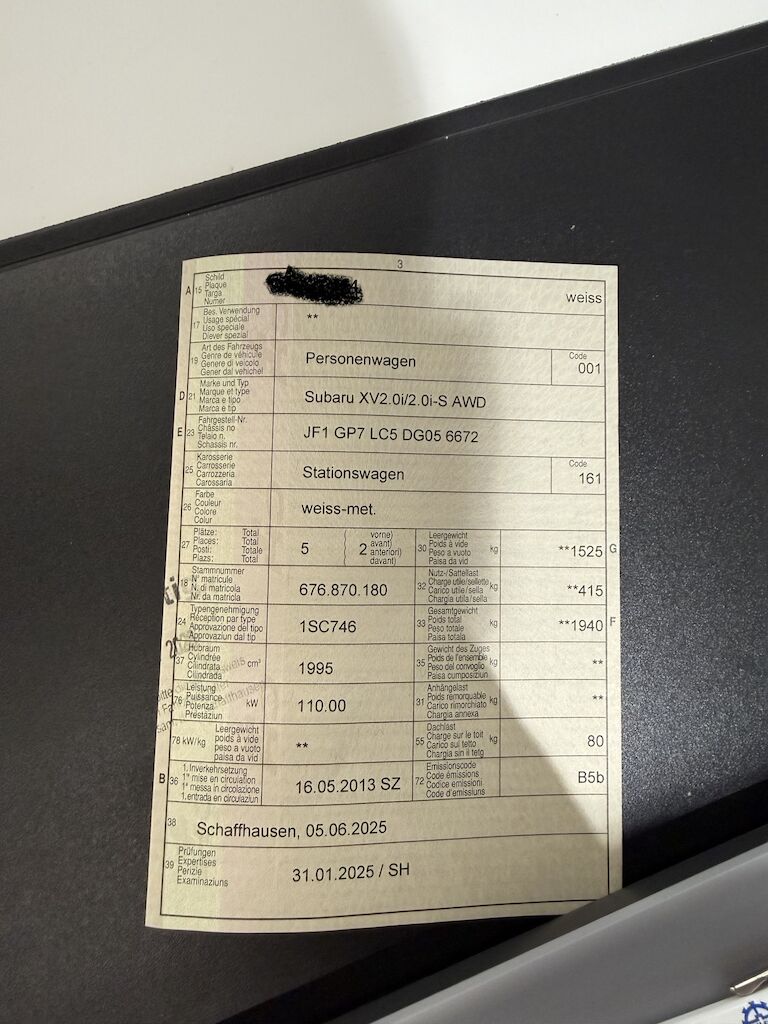 3
A 15 Schild
Plaque
Targa
Numer
weiss
17 Bes. Verwendung
Usage spécial
Uso speciale
Diever spezial
**
19 Art des Fahrzeugs
Genre de véhicule
Genere di veicolo
Gener dal vehichel
Personenwagen
Code
001
D 21 Marke und Typ
Marque et type
Marca e tipo
Marca e tip
Subaru XV2.0i/2.0i-S AWD
E 23 Fahrgestell-Nr.
Châssis no
Telaio n.
Schassis nr.
JF1 GP7 LC5 DG05 6672
25 Karosserie
Carrosserie
Carrozzeria
Carossaria
Stationswagen
Code
161
26 Farbe
Couleur
Colore
Colur
weiss-met.
27 Plätze: Total
Places: Total
Posti: Totale
Plazs: Total
5
( 2 vorne)
avant)
anteriori)
davant)
30 Leergewicht
Poids à vide
Peso a vuoto
Paisa da vid
kg
**1525 G
18 Stammnummer
N° matricule
N. di matricola
Nr. da matricla
676.870.180
32 Nutz-/Sattellast
Charge utile/sellette
Carico utile/sella
Chargia utila/sella
kg
**415
24 Typengenehmigung
Réception par type
Approvazione del tipo
Approvaziun dal tip
1SC746
33 Gesamtgewicht
Poids total
Peso totale
Paisa totala
kg
**1940 F
37 Hubraum
Cylindrée
Cilindrata
Cilindrada
cm³
1995
35 Gewicht des Zuges
Poids de l'ensemble
Peso del convoglio
Paisa cumposiziun
kg
**
76 Leistung
Puissance
Potenza
Prestaziun
kW
110.00
31 Anhängelast
Poids remorquable
Carico rimorchiato
Chargia annexa
kg
**
78 kW/kg Leergewicht
poids à vide
peso a vuoto
paisa da vid
**
55 Dachlast
Charge sur le toit
Carico sul tetto
Chargia sin il tetg
kg
80
B 36 1. Inverkehrsetzung
1re mise en circulation
1a messa in circolazione
1. entrada en circulaziun
16.05.2013 SZ
72 Emissionscode
Code émissions
Codice emissioni
Code d'emissiuns
B5b
38 Schaffhausen, 05.06.2025
39 Prüfungen
Expertises
Perizie
Examinaziuns
31.01.2025 / SH